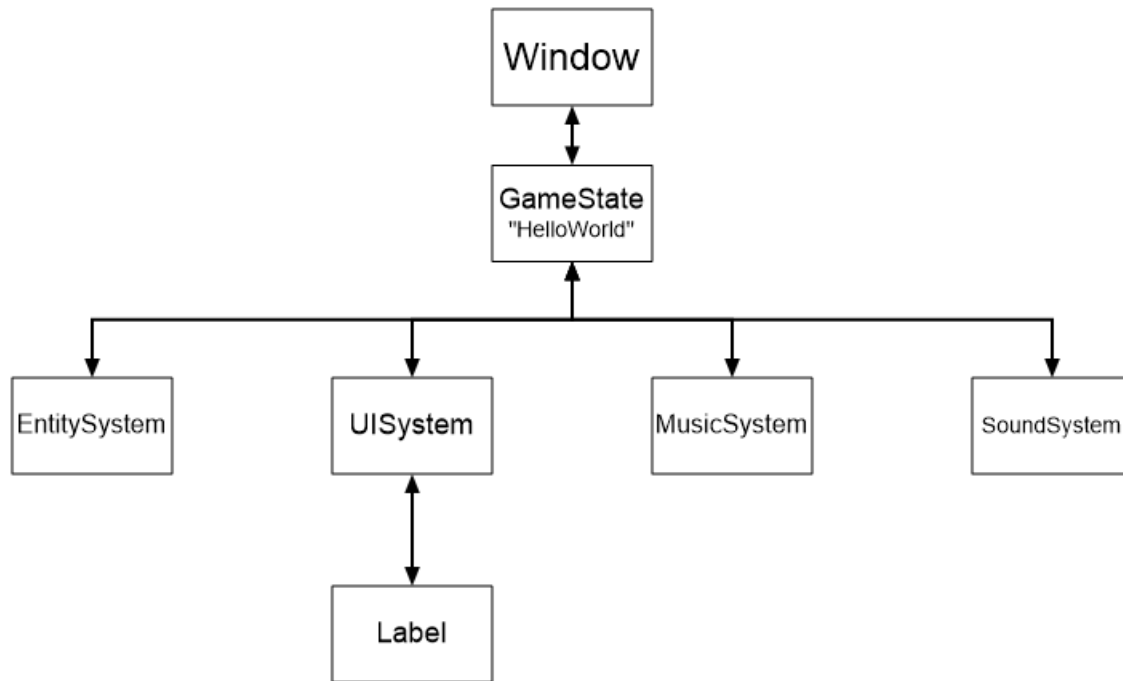 Window
GameState
"HelloWorld"
EntitySystem
UISystem
MusicSystem
SoundSystem
Label